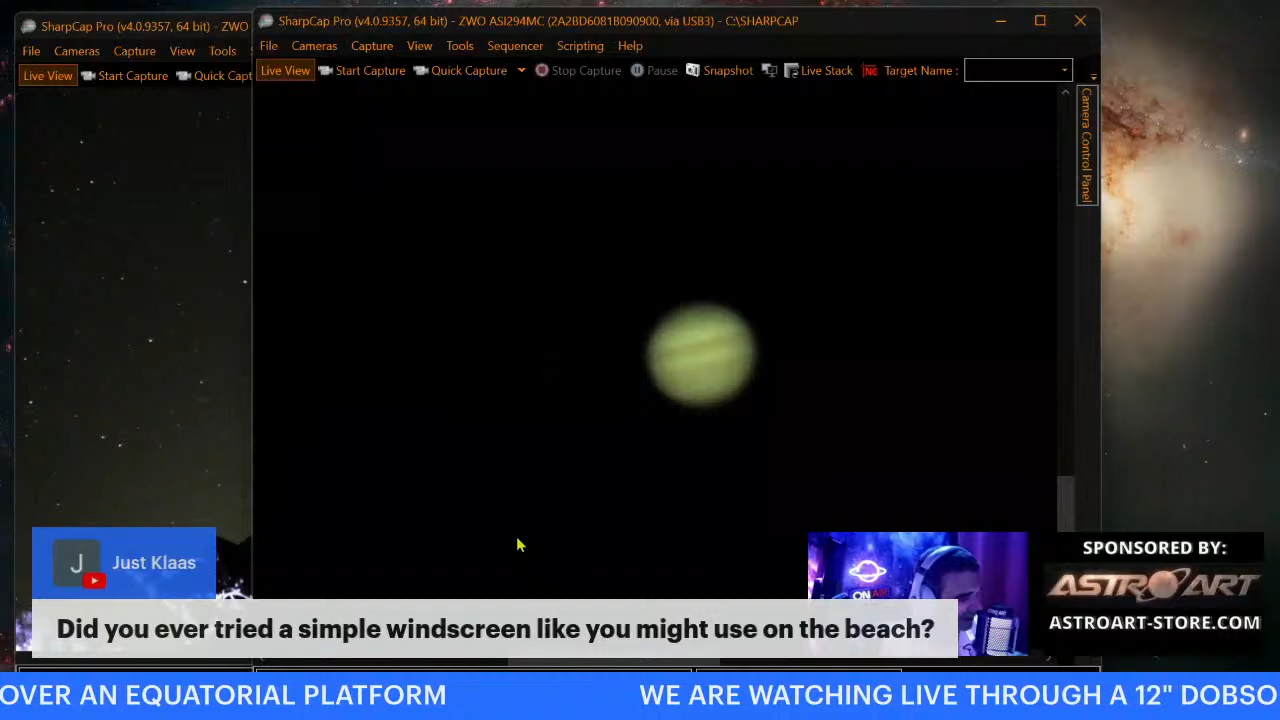 SharpCap Pro (v4.0.9357, 64 bit) - ZWO
File Cameras Capture View Tools
Live View Start Capture Quick Capt
SharpCap Pro (v4.0.9357, 64 bit) - ZWO ASI294MC (2A2BD6081B090900, via USB3) - C:\SHARPCAP
File Cameras Capture View Tools Sequencer Scripting Help
Live View Start Capture Quick Capture Stop Capture Pause Snapshot Live Stack Target Name :
Camera Control Panel
J Just Klaas
Did you ever tried a simple windscreen like you might use on the beach?
ON AIR
SPONSORED BY:
ASTROART
ASTROART-STORE.COM
OVER AN EQUATORIAL PLATFORM WE ARE WATCHING LIVE THROUGH A 12" DOBSO